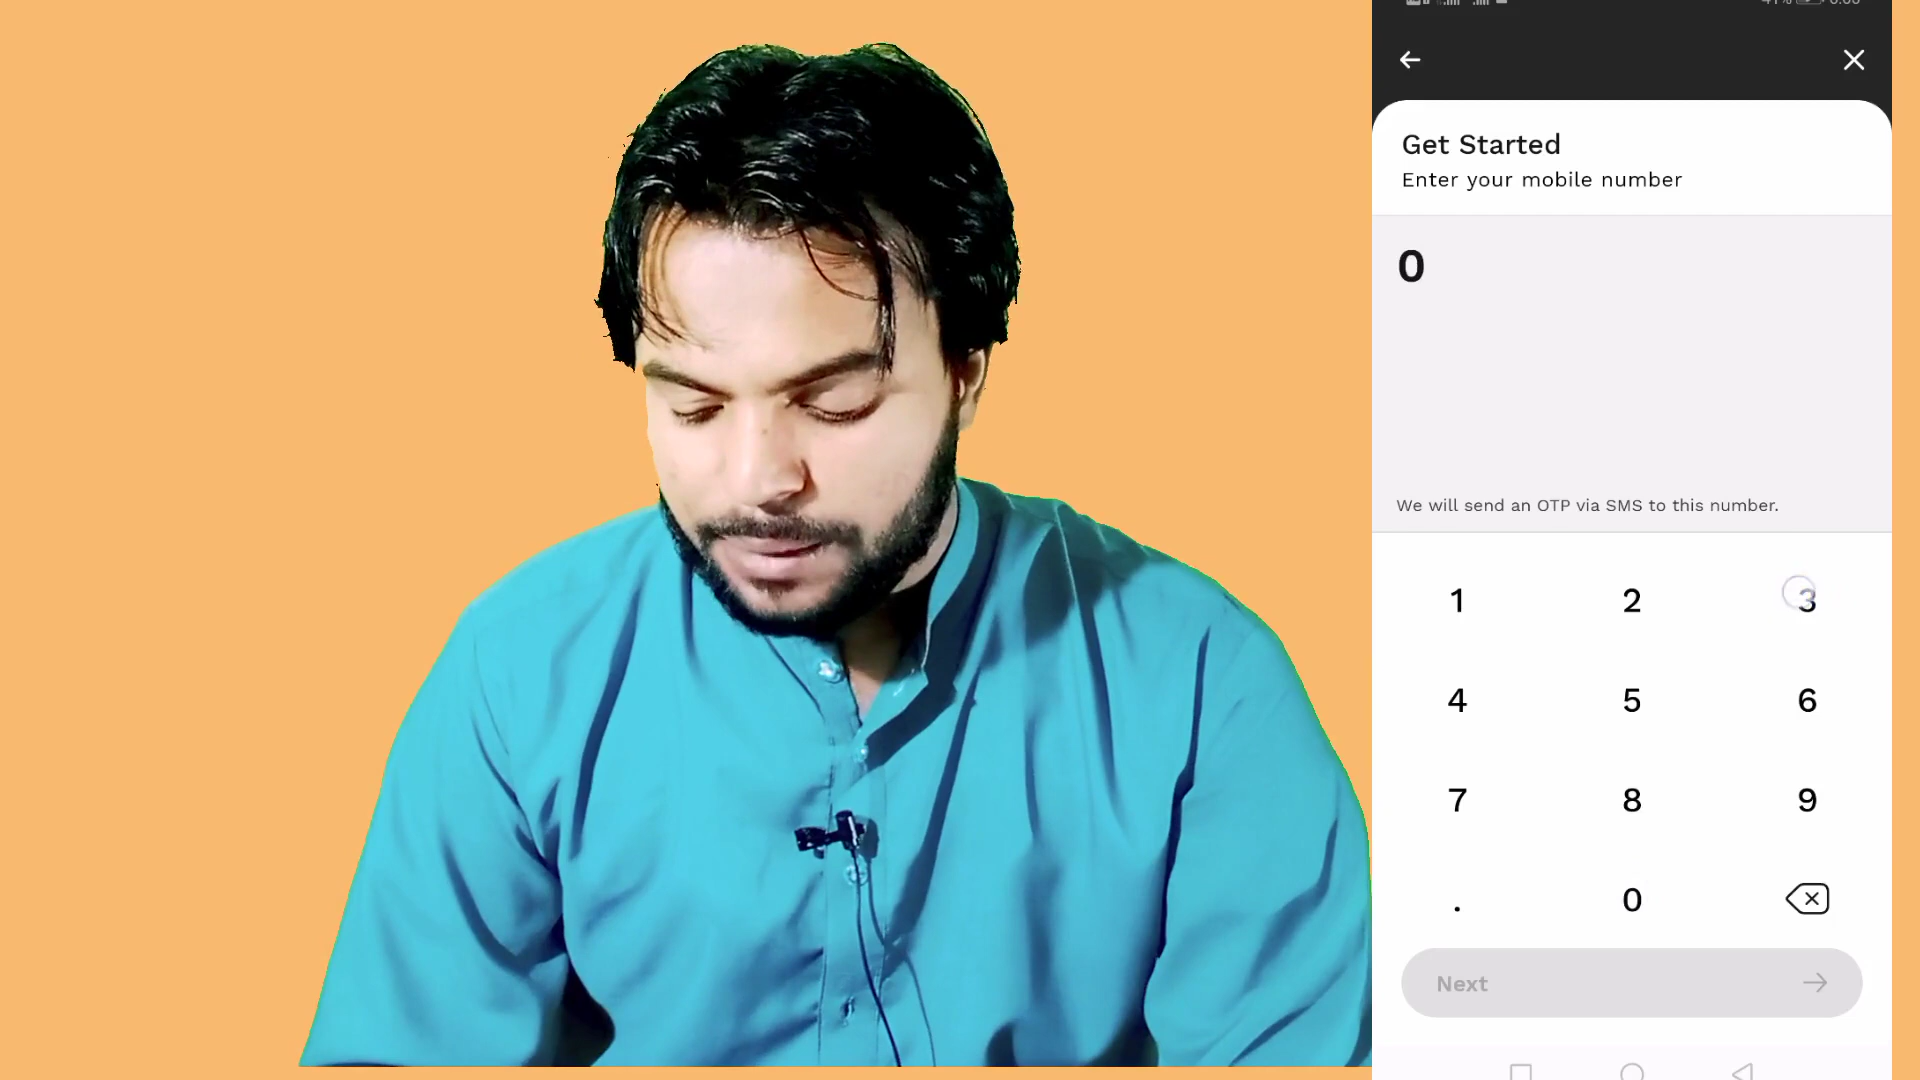 Get Started
Enter your mobile number
0
We will send an OTP via SMS to this number.
1 2 3
4 5 6
7 8 9
. 0
Next